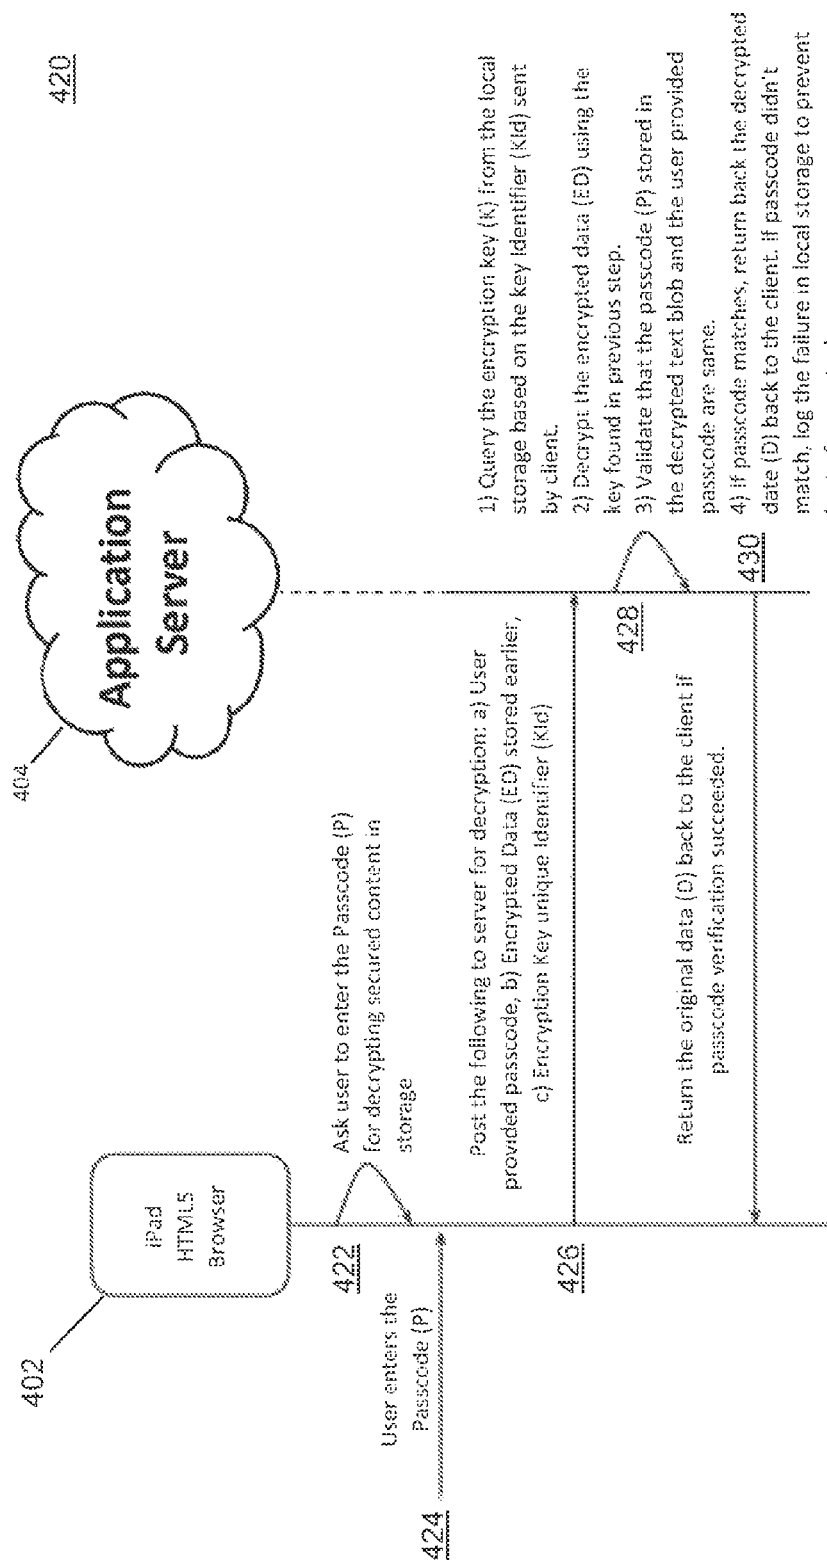 420
404
Application
Server
402
iPad
HTML5
Browser
422
Ask user to enter the Passcode (P)
for decrypting secured content in
storage
User enters the
Passcode (P)
424
426
Post the following to server for decryption: a) User
provided passcode, b) Encrypted Data (ED) stored earlier,
c) Encryption Key unique Identifier (KId)
428
1) Query the encryption key (K) from the local
storage based on the key Identifier (KId) sent
by client.
2) Decrypt the encrypted data (ED) using the
key found in previous step.
3) Validate that the passcode (P) stored in
the decrypted text blob and the user provided
passcode are same.
4) If passcode matches, return back the decrypted
date (D) back to the client. If passcode didn't
match, log the failure in local storage to prevent
430
Return the original data (D) back to the client if
passcode verification succeeded.